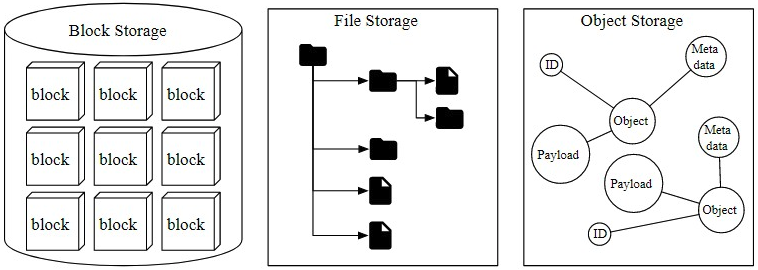 Block Storage
block block block
block block block
block block block
File Storage
Object Storage
ID
Meta
data
Object
Payload
Meta
data
Payload
Object
ID